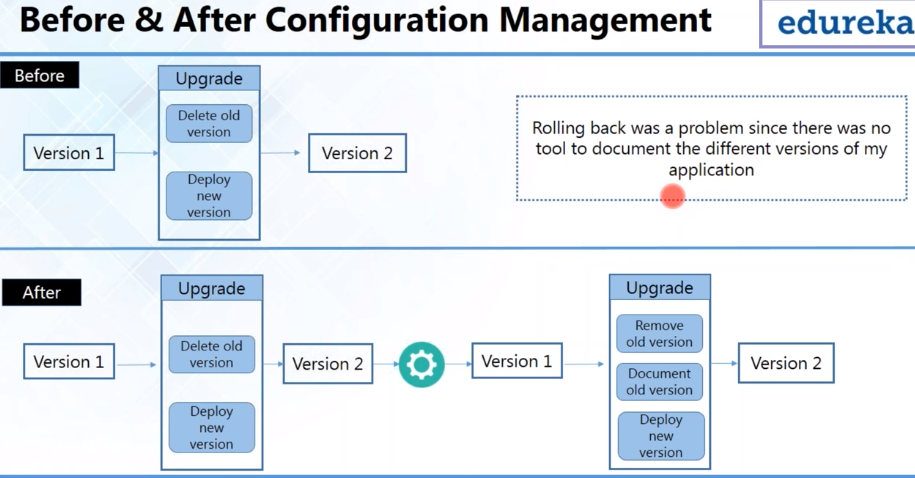 Before & After Configuration Management
edureka
Before
Upgrade
Delete old
version
Version 1
Version 2
Deploy
new
version
Rolling back was a problem since there was no
tool to document the different versions of my
application
After
Upgrade
Version 1
Delete old
version
Deploy
new
version
Version 2
Version 1
Upgrade
Remove
old version
Document
old version
Deploy
new
version
Version 2